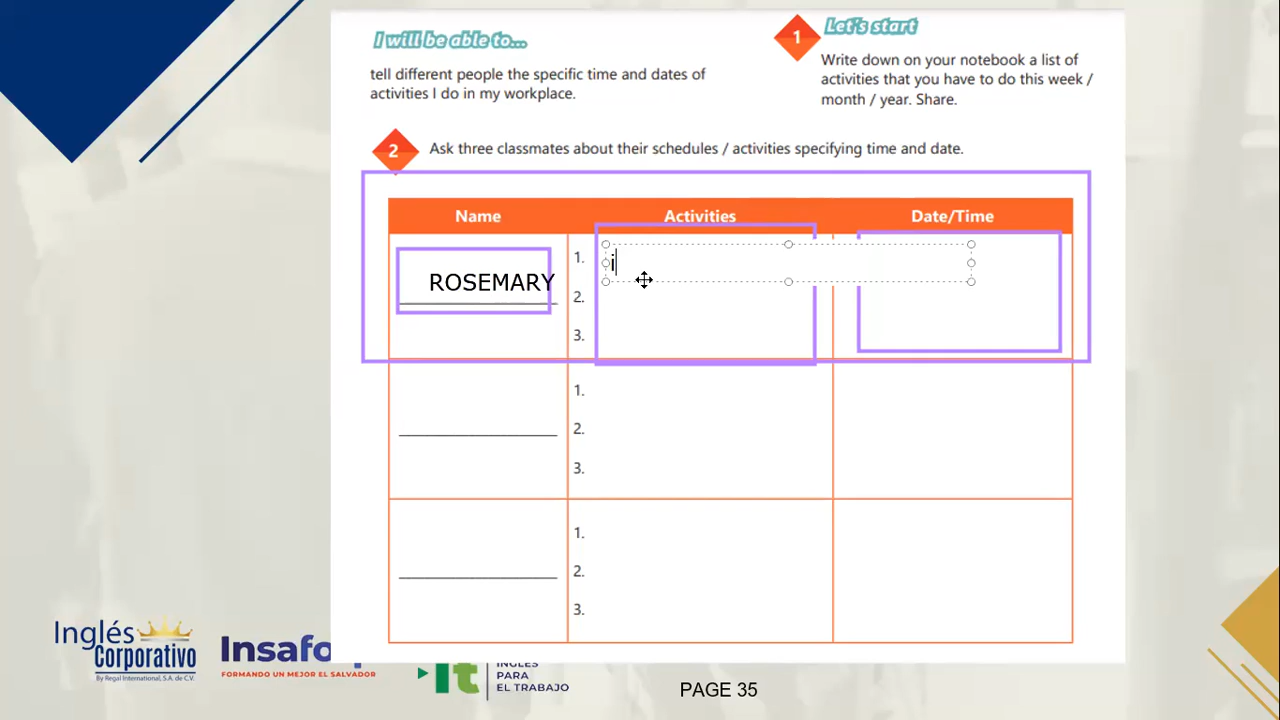 I will be able to...
tell different people the specific time and dates of
activities I do in my workplace.
1
Let's start
Write down on your notebook a list of
activities that you have to do this week /
month / year. Share.
2
Ask three classmates about their schedules / activities specifying time and date.
Name Activities Date/Time
ROSEMARY
1. i
2.
3.
1.
2.
3.
1.
2.
3.
Inglés
Corporativo
By Regal International, S.A. de C.V.
Insafo
FORMANDO UN MEJOR EL SALVADOR
it
INGLÉS
PARA
EL TRABAJO
PAGE 35